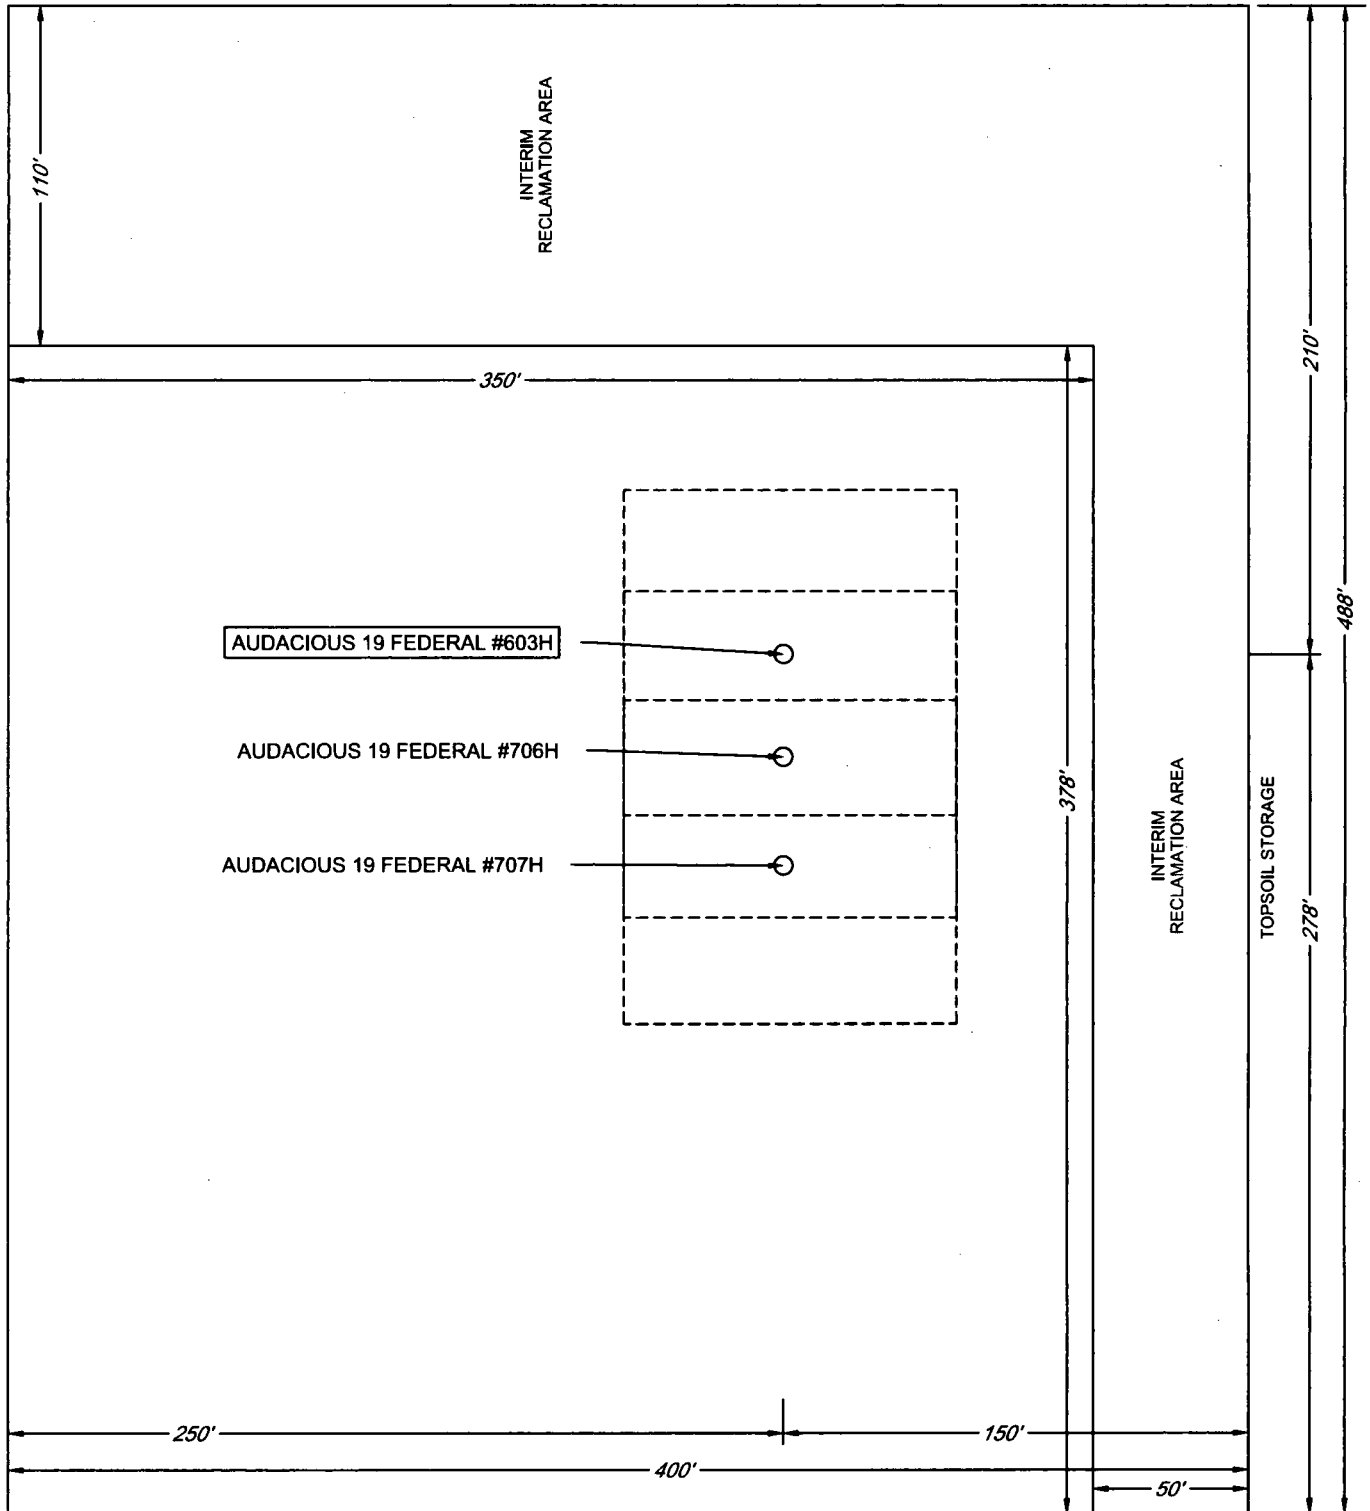 110'
INTERIM
RECLAMATION AREA
350'
210'
488'
AUDACIOUS 19 FEDERAL #603H
AUDACIOUS 19 FEDERAL #706H
AUDACIOUS 19 FEDERAL #707H
378'
INTERIM
RECLAMATION AREA
TOPSOIL STORAGE
278'
250'
150'
400'
50'